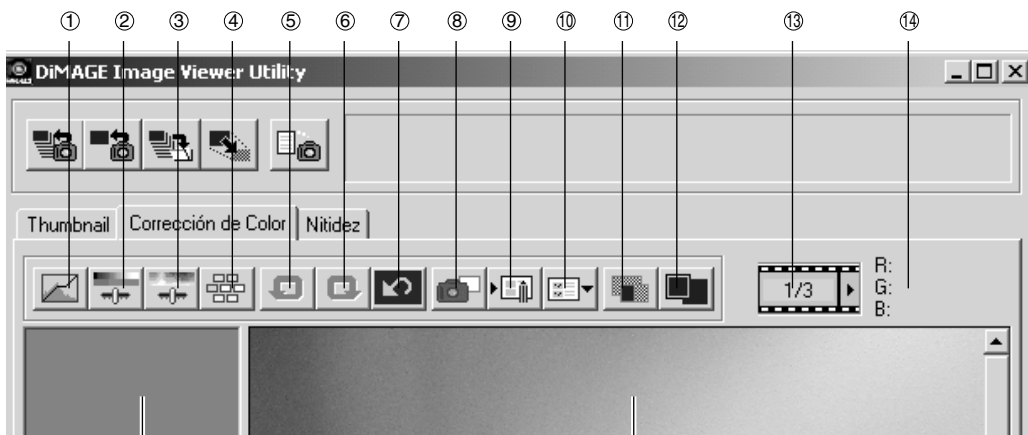 ① ② ③ ④ ⑤ ⑥ ⑦ ⑧ ⑨ ⑩ ⑪ ⑫ ⑬ ⑭
DiMAGE Image Viewer Utility
Thumbnail Corrección de Color Nitidez
1/3
R:
G:
B: